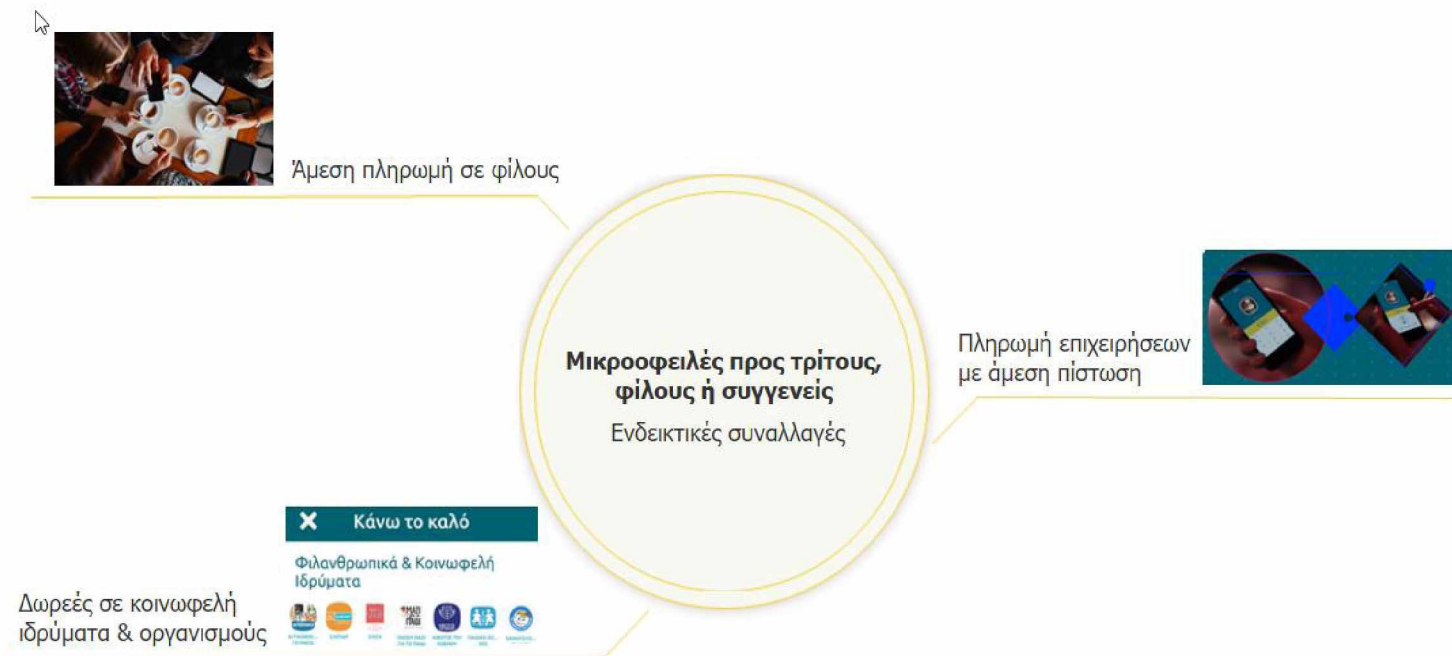 Άμεση πληρωμή σε φίλους
Πληρωμή επιχειρήσεων
με άμεση πίστωση
Μικροοφειλές προς τρίτους,
φίλους ή συγγενείς
Ενδεικτικές συναλλαγές
Κάνω το καλό
Φιλανθρωπικά & Κοινωφελή
Ιδρύματα
Δωρεές σε κοινωφελή
ιδρύματα & οργανισμούς